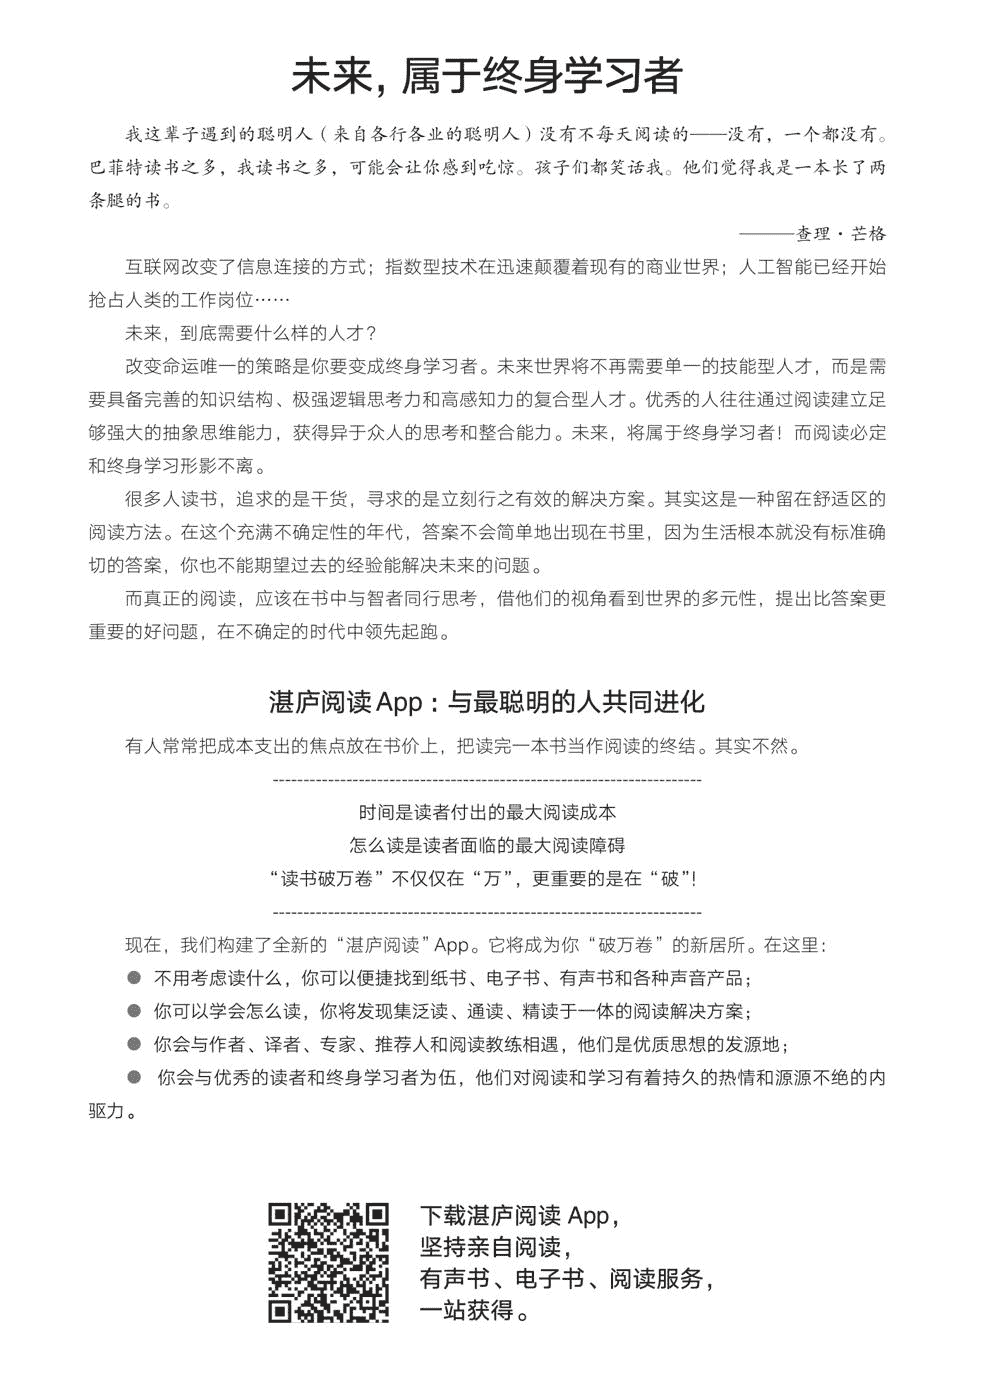 未来，属于终身学习者
我这辈子遇到的聪明人（来自各行各业的聪明人）没有不每天阅读的——没有，一个都没有。
巴菲特读书之多，我读书之多，可能会让你感到吃惊。孩子们都笑话我。他们觉得我是一本长了两
条腿的书。
———查理·芒格
互联网改变了信息连接的方式；指数型技术在迅速颠覆着现有的商业世界；人工智能已经开始
抢占人类的工作岗位……
未来，到底需要什么样的人才？
改变命运唯一的策略是你要变成终身学习者。未来世界将不再需要单一的技能型人才，而是需
要具备完善的知识结构、极强逻辑思考力和高感知力的复合型人才。优秀的人往往通过阅读建立足
够强大的抽象思维能力，获得异于众人的思考和整合能力。未来，将属于终身学习者！而阅读必定
和终身学习形影不离。
很多人读书，追求的是干货，寻求的是立刻行之有效的解决方案。其实这是一种留在舒适区的
阅读方法。在这个充满不确定性的年代，答案不会简单地出现在书里，因为生活根本就没有标准确
切的答案，你也不能期望过去的经验能解决未来的问题。
而真正的阅读，应该在书中与智者同行思考，借他们的视角看到世界的多元性，提出比答案更
重要的好问题，在不确定的时代中领先起跑。
湛庐阅读App：与最聪明的人共同进化
有人常常把成本支出的焦点放在书价上，把读完一本书当作阅读的终结。其实不然。
时间是读者付出的最大阅读成本
怎么读是读者面临的最大阅读障碍
“读书破万卷”不仅仅在“万”，更重要的是在“破”！
现在，我们构建了全新的“湛庐阅读”App。它将成为你“破万卷”的新居所。在这里：
● 不用考虑读什么，你可以便捷找到纸书、电子书、有声书和各种声音产品；
● 你可以学会怎么读，你将发现集泛读、通读、精读于一体的阅读解决方案；
● 你会与作者、译者、专家、推荐人和阅读教练相遇，他们是优质思想的发源地；
● 你会与优秀的读者和终身学习者为伍，他们对阅读和学习有着持久的热情和源源不绝的内
驱力。
下载湛庐阅读 App，
坚持亲自阅读，
有声书、电子书、阅读服务，
一站获得。